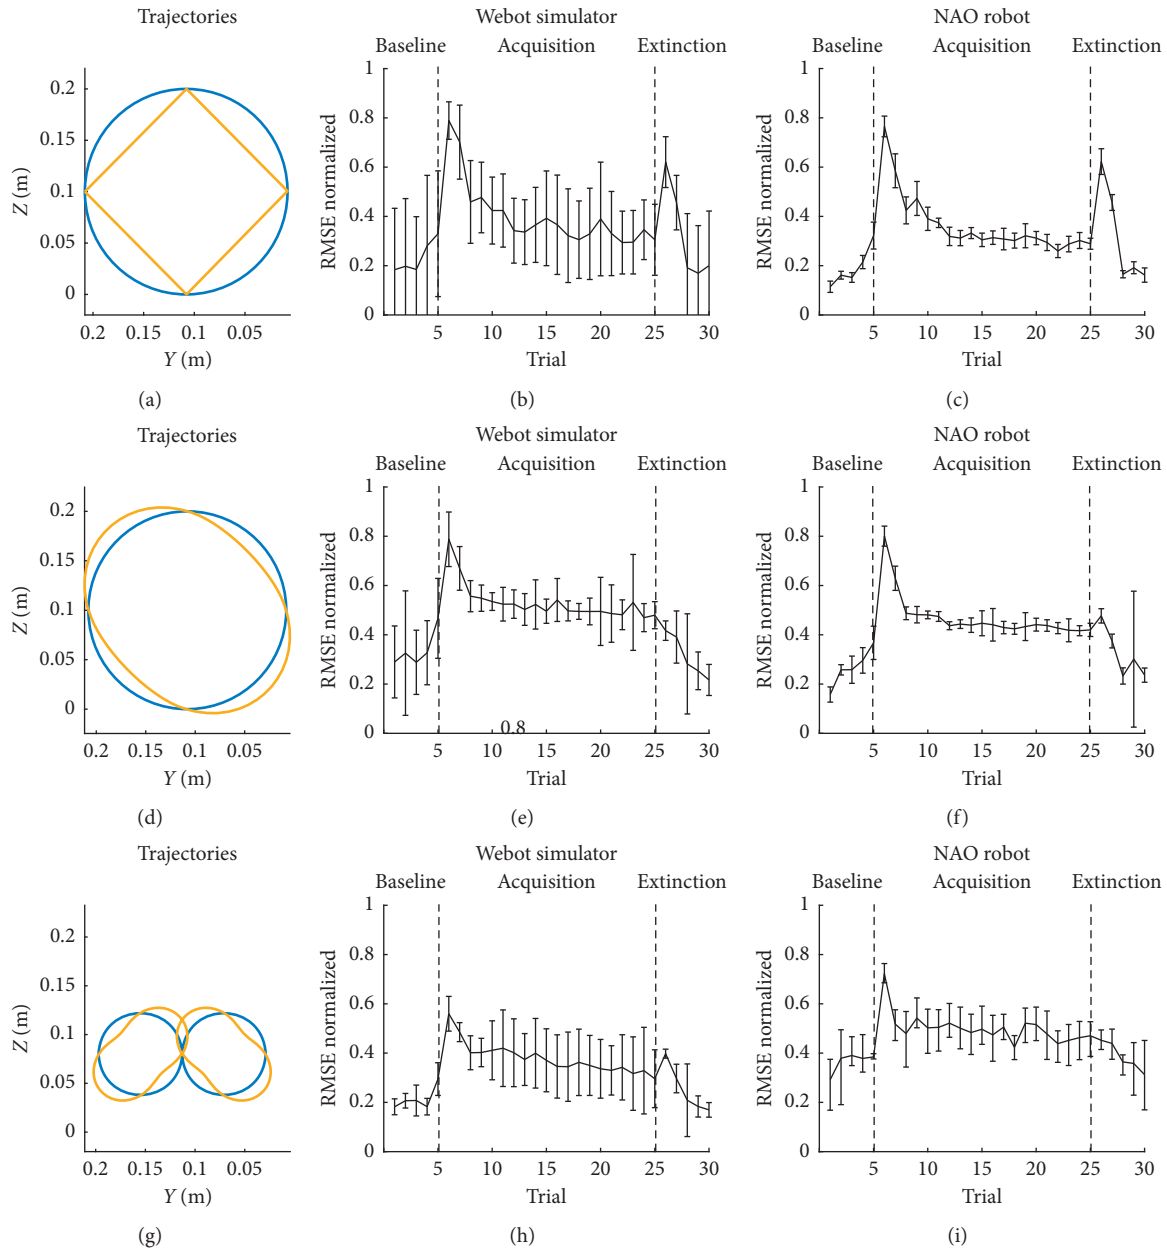 Trajectories
Z (m)
0.2
0.15
0.1
0.05
0
0.2 0.15 0.1 0.05
Y (m)
(a)
Webot simulator
Baseline Acquisition Extinction
RMSE normalized
1
0.8
0.6
0.4
0.2
0
5 10 15 20 25 30
Trial
(b)
NAO robot
Baseline Acquisition Extinction
RMSE normalized
1
0.8
0.6
0.4
0.2
0
5 10 15 20 25 30
Trial
(c)
Trajectories
Z (m)
0.2
0.15
0.1
0.05
0
0.2 0.15 0.1 0.05
Y (m)
(d)
Webot simulator
Baseline Acquisition Extinction
RMSE normalized
1
0.8
0.6
0.4
0.2
0
0.8
5 10 15 20 25 30
Trial
(e)
NAO robot
Baseline Acquisition Extinction
RMSE normalized
1
0.8
0.6
0.4
0.2
0
5 10 15 20 25 30
Trial
(f)
Trajectories
Z (m)
0.2
0.15
0.1
0.05
0
0.2 0.15 0.1 0.05
Y (m)
(g)
Webot simulator
Baseline Acquisition Extinction
RMSE normalized
1
0.8
0.6
0.4
0.2
0
5 10 15 20 25 30
Trial
(h)
NAO robot
Baseline Acquisition Extinction
RMSE normalized
1
0.8
0.6
0.4
0.2
0
5 10 15 20 25 30
Trial
(i)